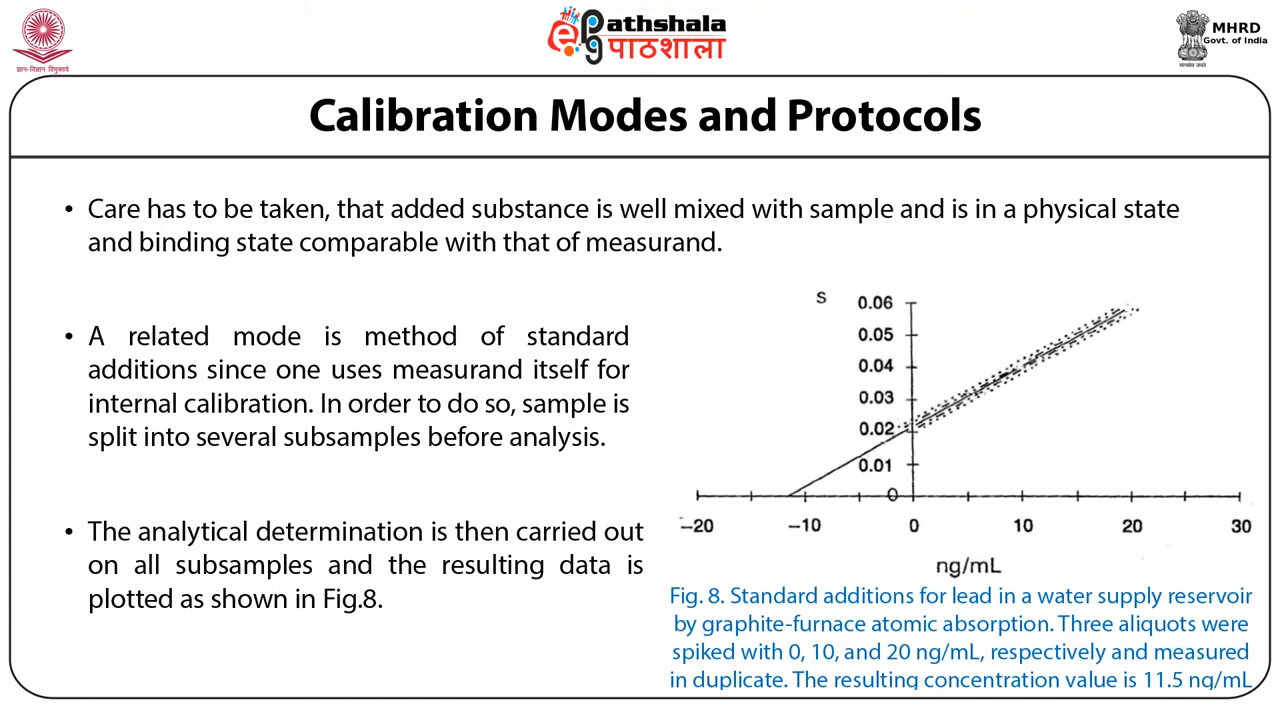 ज्ञान-विज्ञान विमुक्तये
ePathshala
पाठशाला
MHRD
Govt. of India
सत्यमेव जयते
Calibration Modes and Protocols
• Care has to be taken, that added substance is well mixed with sample and is in a physical state
and binding state comparable with that of measurand.
• A related mode is method of standard
additions since one uses measurand itself for
internal calibration. In order to do so, sample is
split into several subsamples before analysis.
• The analytical determination is then carried out
on all subsamples and the resulting data is
plotted as shown in Fig.8.
S
0.06
0.05
0.04
0.03
0.02
0.01
0
−20 −10 0 10 20 30
ng/mL
Fig. 8. Standard additions for lead in a water supply reservoir
by graphite-furnace atomic absorption. Three aliquots were
spiked with 0, 10, and 20 ng/mL, respectively and measured
in duplicate. The resulting concentration value is 11.5 ng/mL